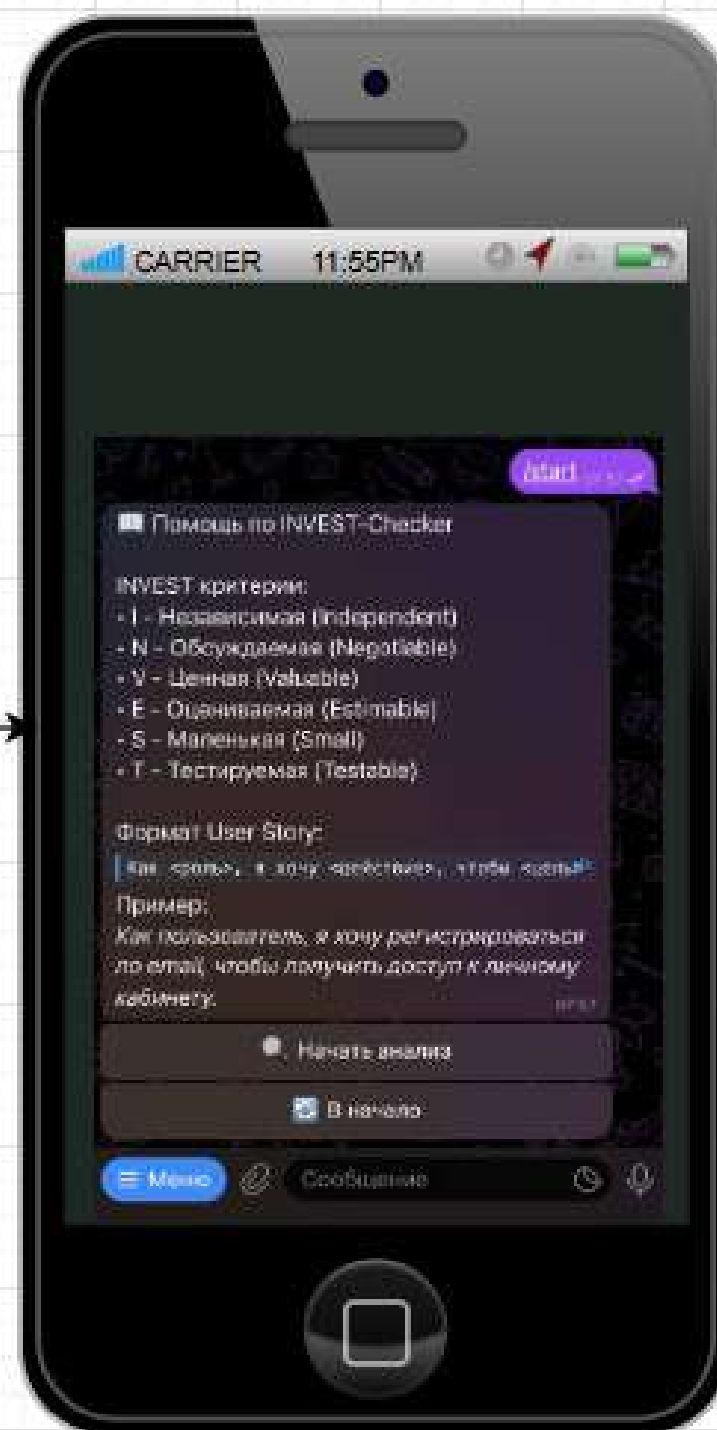 CARRIER 11:55PM
/start
Помощь по INVEST-Checker
INVEST критерии:
- I - Независимая (Independent)
- N - Обсуждаемая (Negotiable)
- V - Ценная (Valuable)
- E - Оцениваемая (Estimable)
- S - Маленькая (Small)
- T - Тестируемая (Testable)
Формат User Story:
Как <роль>, я хочу <действие>, чтобы <цель>
Пример:
Как пользователь, я хочу регистрироваться
по email, чтобы получить доступ к личному
кабинету.
Начать анализ
В начало
Меню
Сообщение